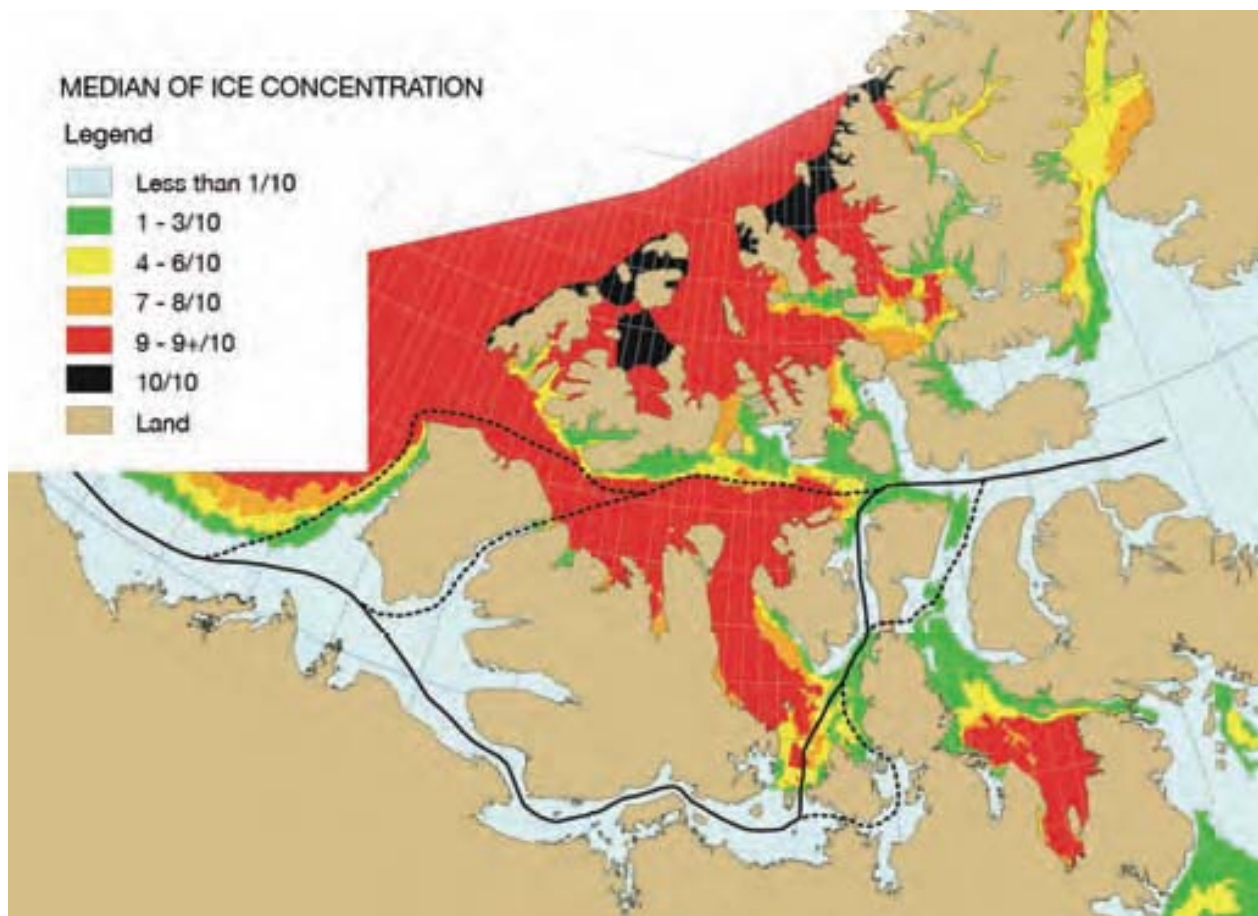 MEDIAN OF ICE CONCENTRATION
Legend
Less than 1/10
1 - 3/10
4 - 6/10
7 - 8/10
9 - 9+/10
10/10
Land